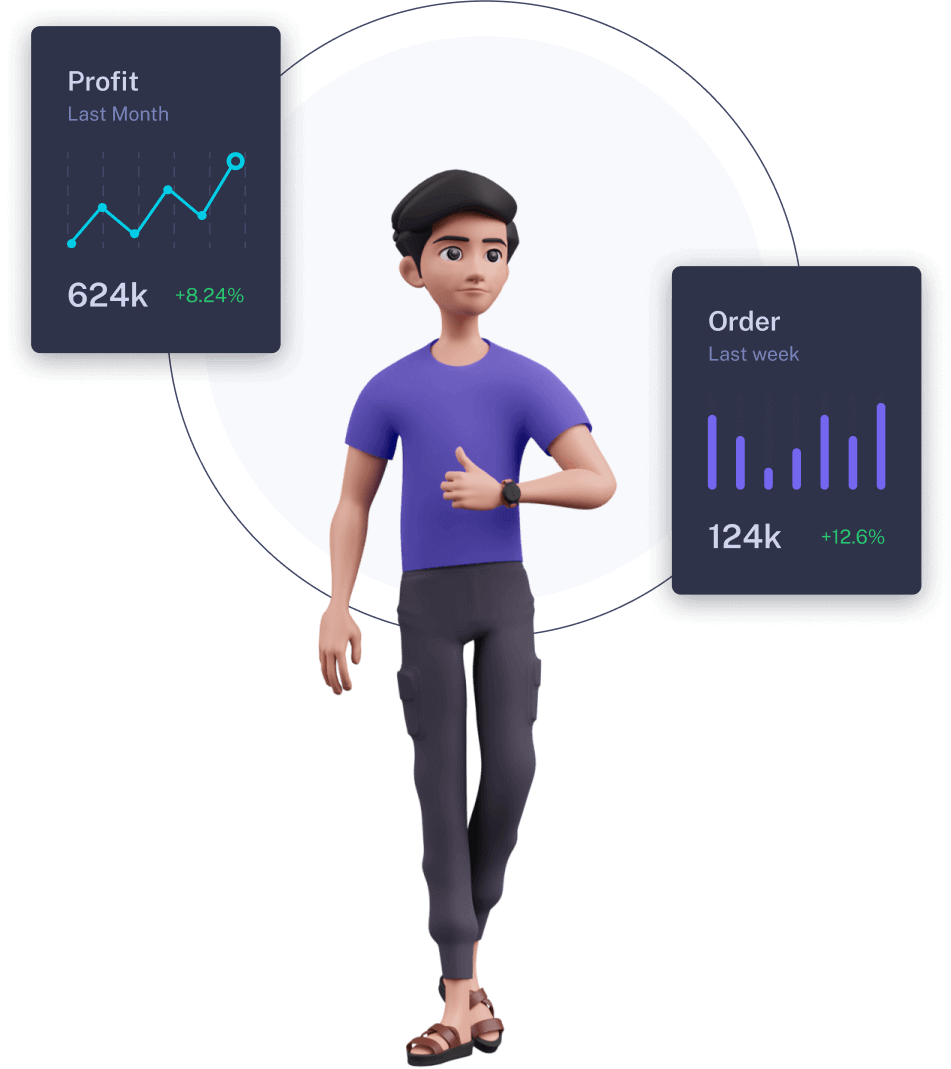 Profit
Last Month
624k +8.24%
Order
Last week
124k +12.6%